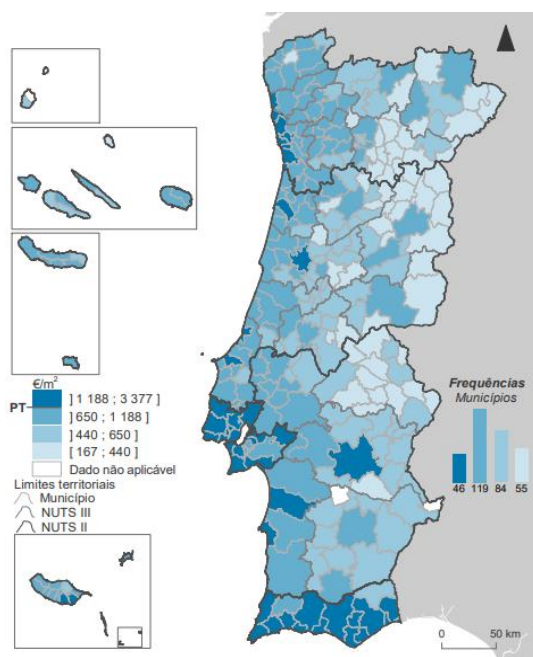 €/m²
PT
] 1 188 ; 3 377 ]
] 650 ; 1 188 ]
] 440 ; 650 ]
[ 167 ; 440 ]
Dado não aplicável
Limites territoriais
Município
NUTS III
NUTS II
Frequências
Municípios
46 119 84 55
0 50 km